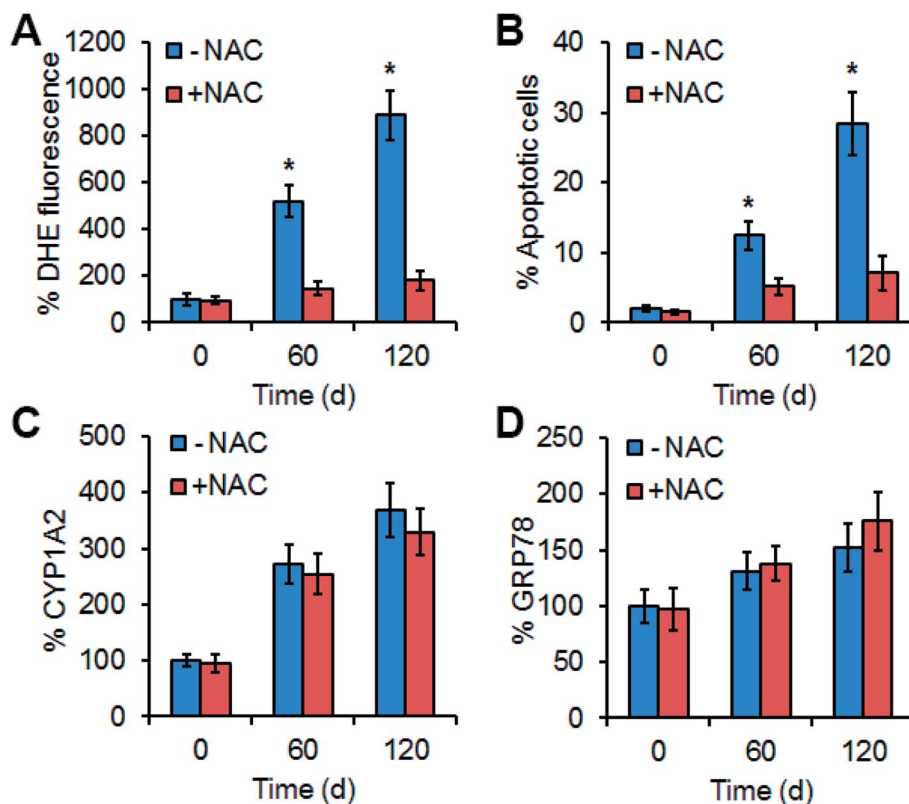 A
% DHE fluorescence
1200
1000
800
600
400
200
0
- NAC
+NAC
*
*
0 60 120
Time (d)
B
% Apoptotic cells
40
30
20
10
0
- NAC
+NAC
*
*
0 60 120
Time (d)
C
% CYP1A2
500
400
300
200
100
0
- NAC
+NAC
0 60 120
Time (d)
D
% GRP78
250
200
150
100
50
0
- NAC
+NAC
0 60 120
Time (d)